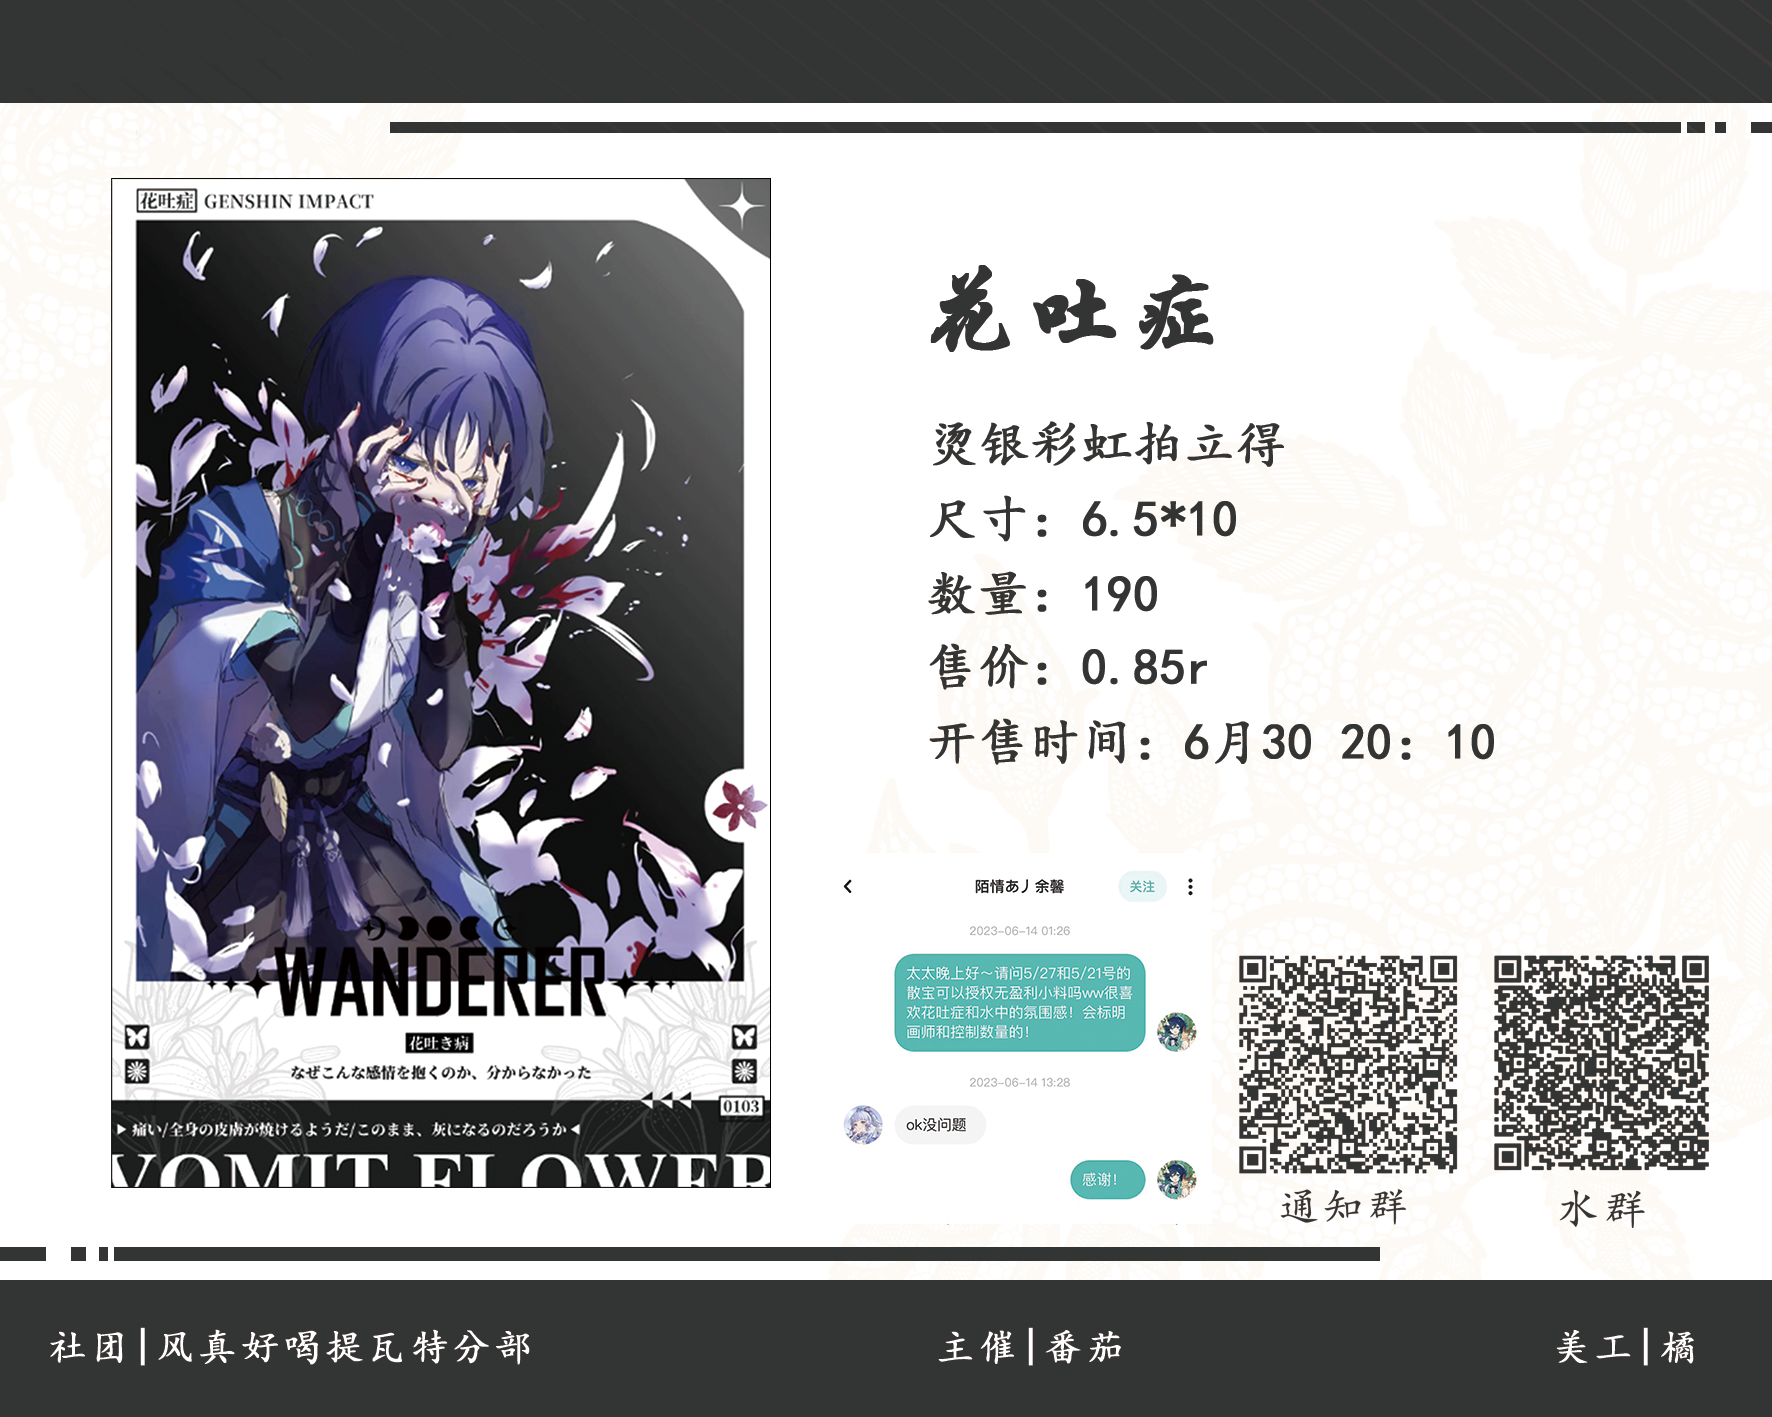 花吐症 GENSHIN IMPACT
WANDERER
花吐き病
なぜこんな感情を抱くのか、分からなかった
0103
痛い/全身の皮膚が焼けるようだ/このまま、灰になるのだろうか
VOMIT FLOWER
花吐症
烫银彩虹拍立得
尺寸：6.5*10
数量：190
售价：0.85r
开售时间：6月30 20：10
陌情あ丿余馨
关注
2023-06-14 01:26
太太晚上好～请问5/27和5/21号的
散宝可以授权无盈利小料吗ww很喜
欢花吐症和水中的氛围感！会标明
画师和控制数量的！
2023-06-14 13:28
ok没问题
感谢！
通知群
水群
社团|风真好喝提瓦特分部
主催|番茄
美工|橘